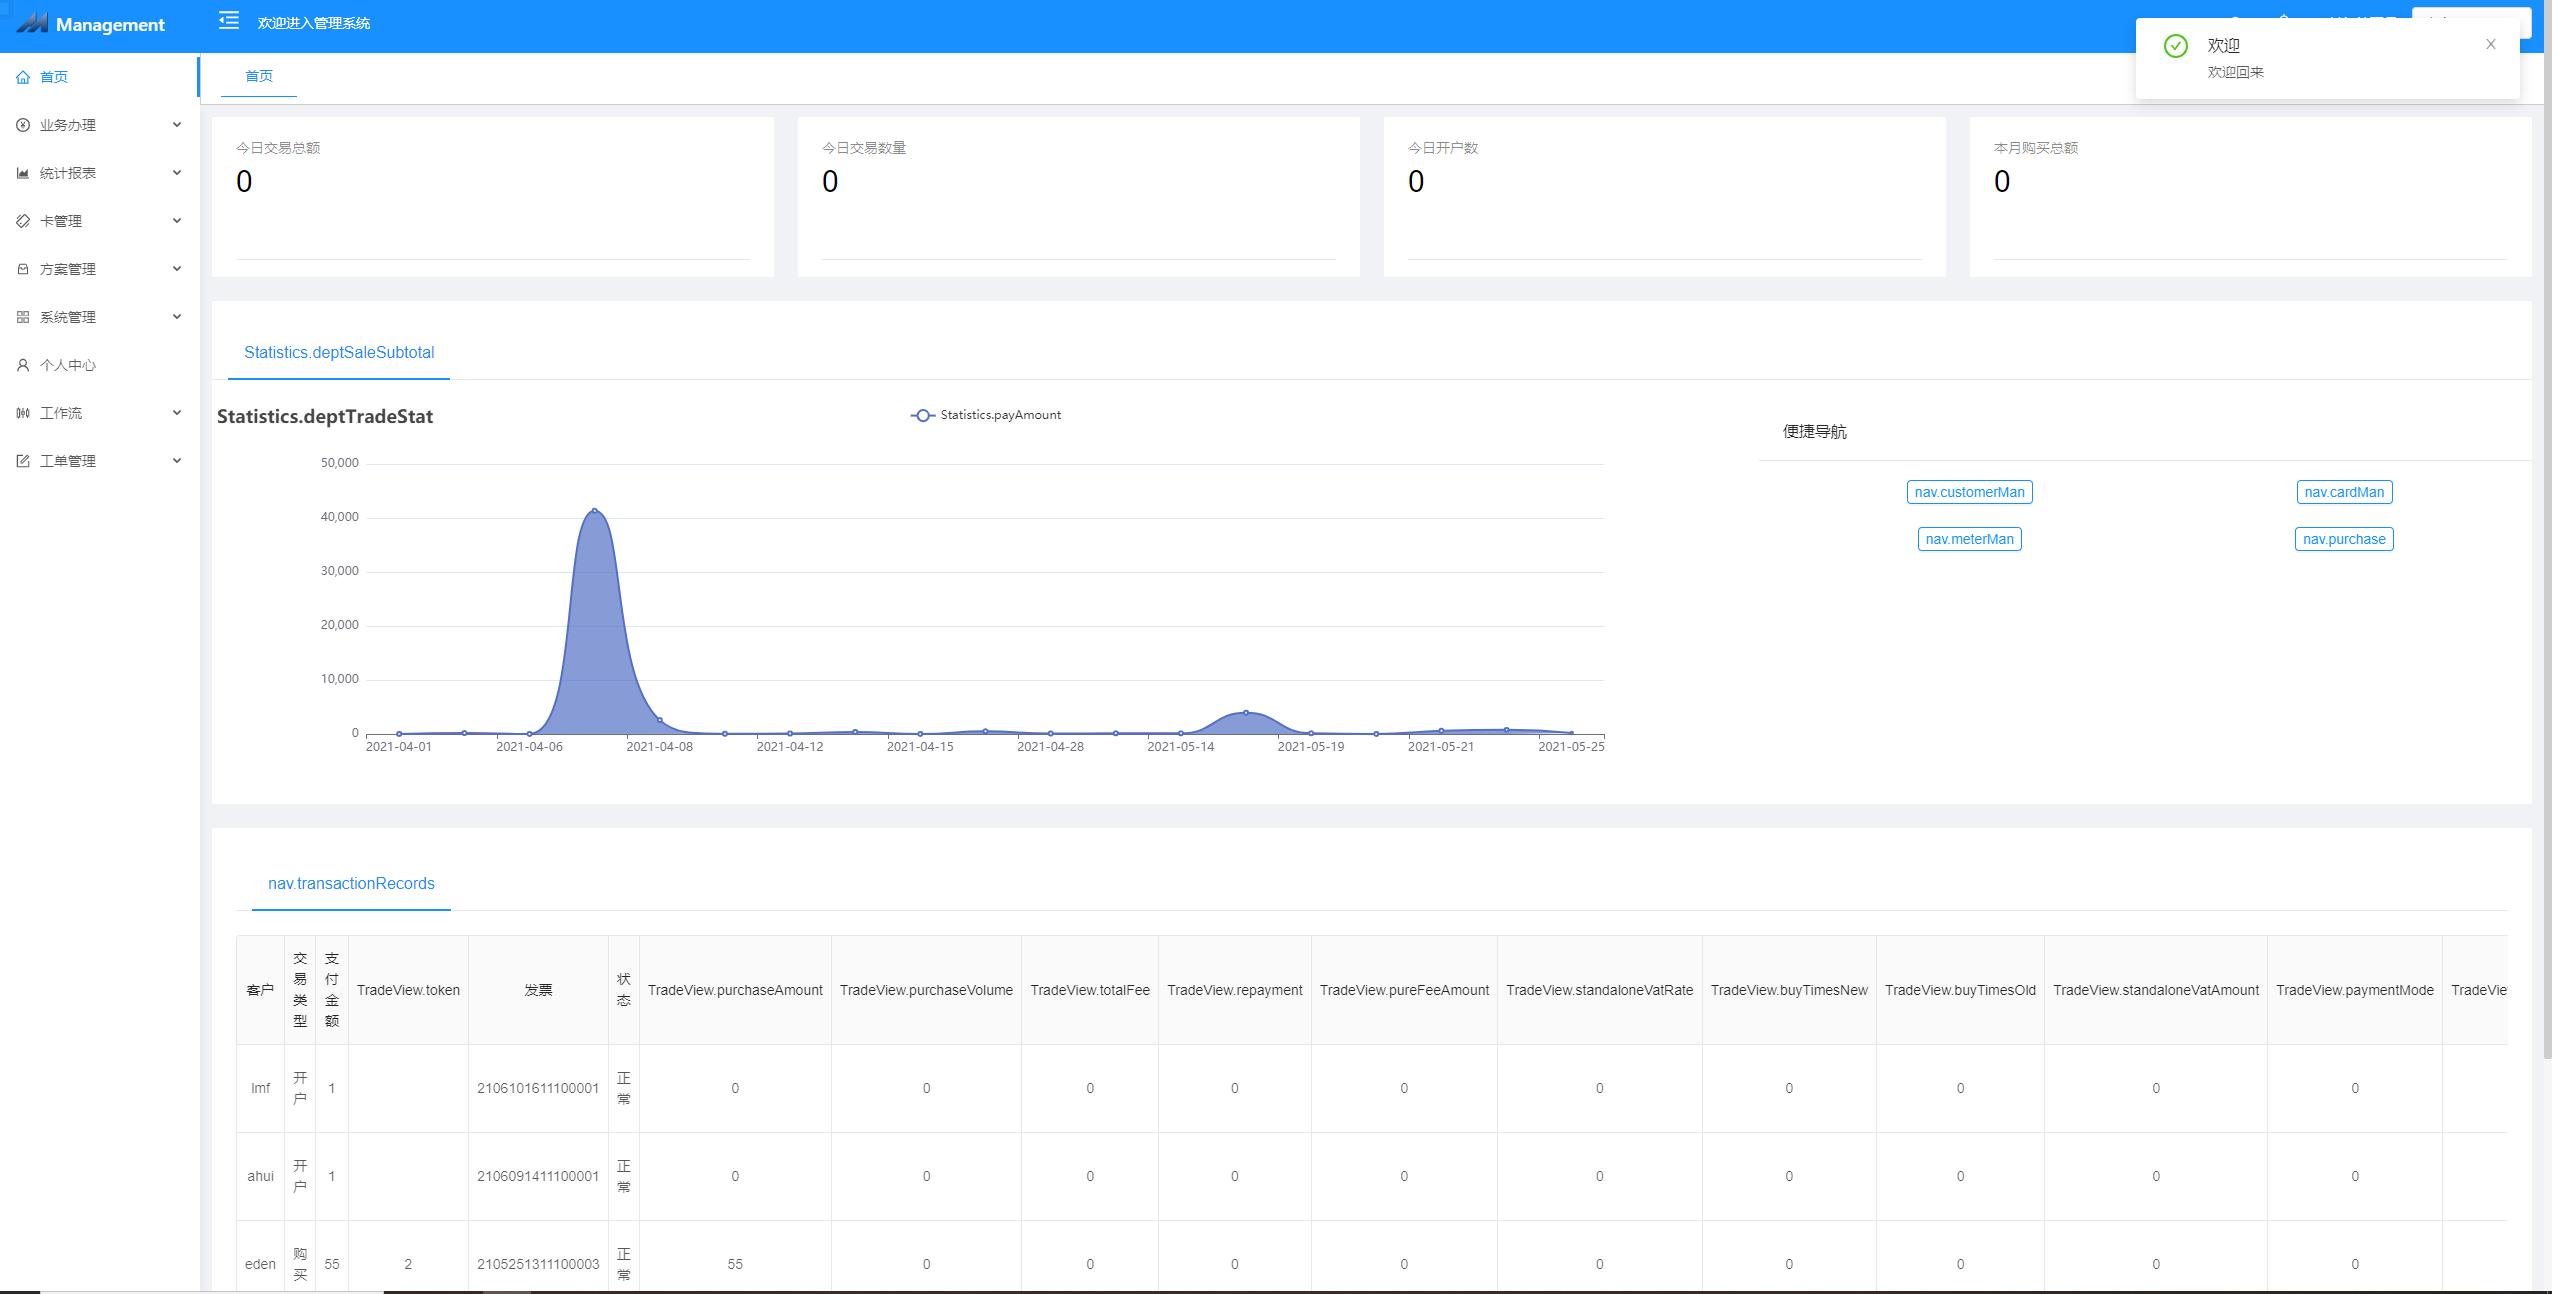 Management
欢迎进入管理系统
欢迎
欢迎回来
首页
业务办理
统计报表
卡管理
方案管理
系统管理
个人中心
工作流
工单管理
首页
今日交易总额
0
今日交易数量
0
今日开户数
0
本月购买总额
0
Statistics.deptSaleSubtotal
Statistics.deptTradeStat
Statistics.payAmount
50,000
40,000
30,000
20,000
10,000
0
2021-04-01 2021-04-06 2021-04-08 2021-04-12 2021-04-15 2021-04-28 2021-05-14 2021-05-19 2021-05-21 2021-05-25
便捷导航
nav.customerMan nav.cardMan
nav.meterMan nav.purchase
nav.transactionRecords
客户 交易类型 支付金额 TradeView.token 发票 状态 TradeView.purchaseAmount TradeView.purchaseVolume TradeView.totalFee TradeView.repayment TradeView.pureFeeAmount TradeView.standaloneVatRate TradeView.buyTimesNew TradeView.buyTimesOld TradeView.standaloneVatAmount TradeView.paymentMode TradeVie
lmf 开户 1 2106101611100001 正常 0 0 0 0 0 0 0 0 0 0
ahui 开户 1 2106091411100001 正常 0 0 0 0 0 0 0 0 0 0
eden 购买 55 2 2105251311100003 正常 55 0 0 0 0 0 0 0 0 0